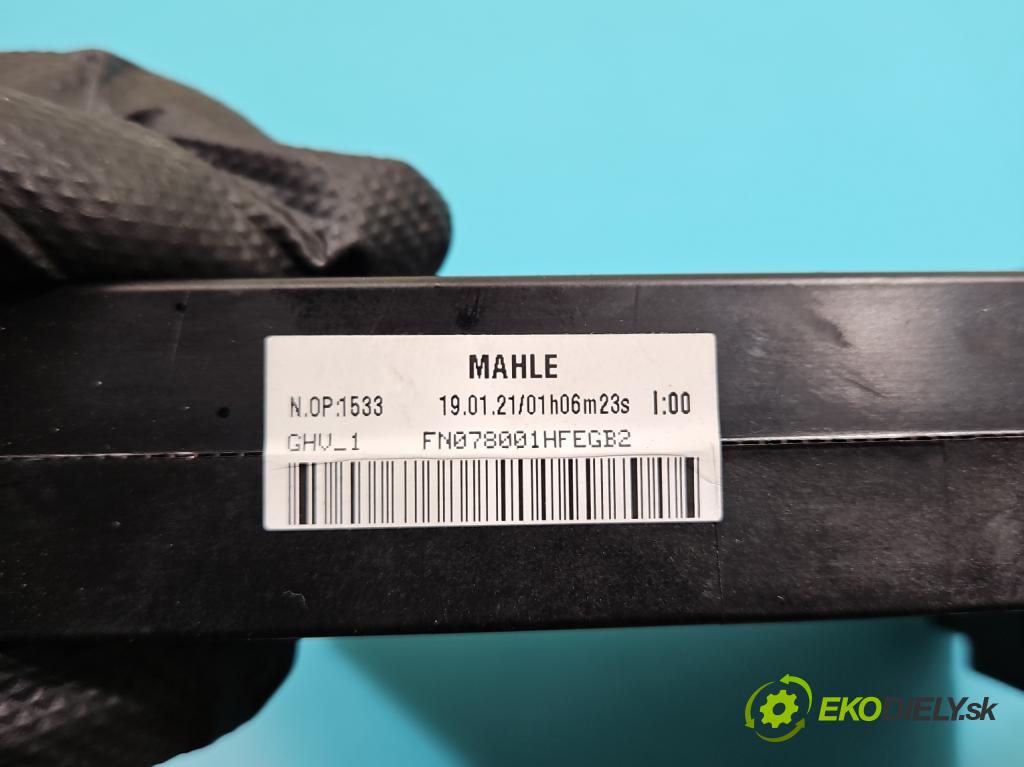 MAHLE
N.OP:1533 19.01.21/01h06m23s I:00
GHV_1 FN078001HFEGB2
EKODIELY.sk